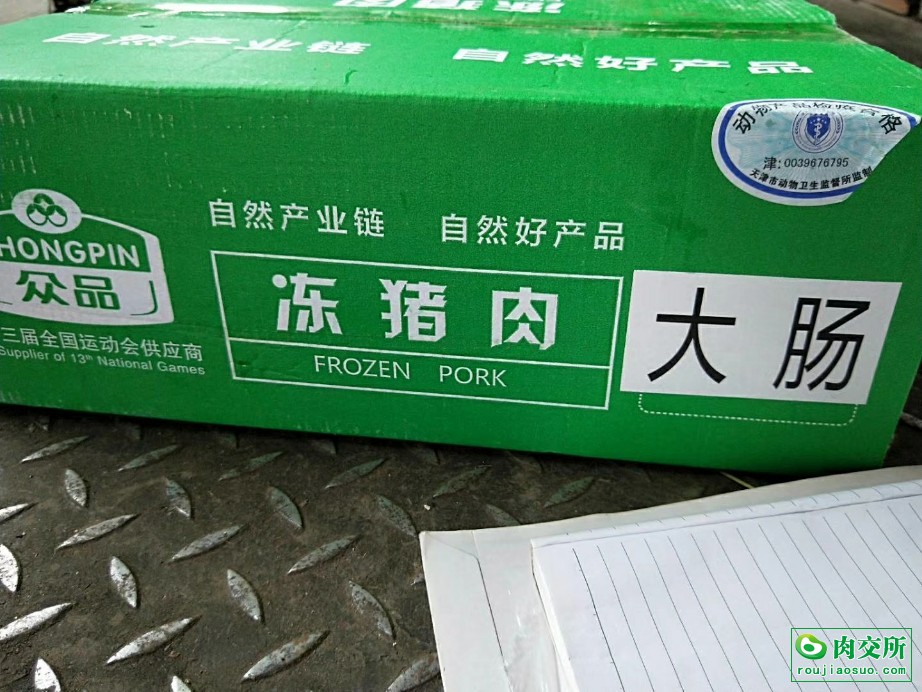 自然产业链 自然好产品
动物产品检疫合格
津: 0039676795
天津市动物卫生监督所监制
自然产业链 自然好产品
HONGPIN
众品
三届全国运动会供应商
Supplier of 13th National Games
冻猪肉
FROZEN PORK
大肠
肉交所
roujiaosuo.com